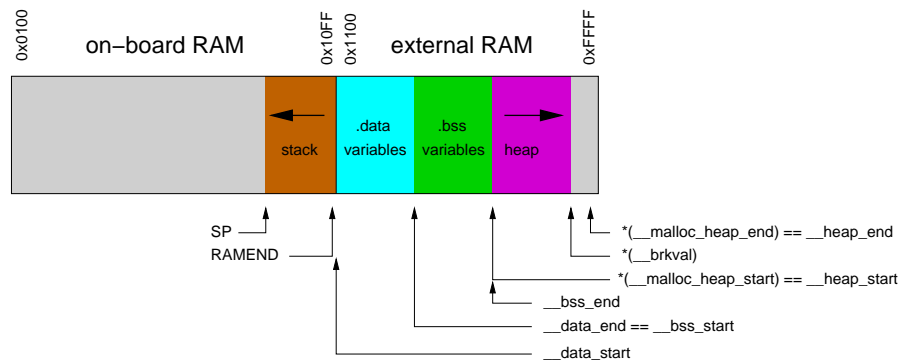 0x0100
on−board RAM
0x10FF
0x1100
external RAM
0xFFFF
stack
.data
variables
.bss
variables
heap
SP
RAMEND
*(__malloc_heap_end) == __heap_end
*(__brkval)
*(__malloc_heap_start) == __heap_start
__bss_end
__data_end == __bss_start
__data_start